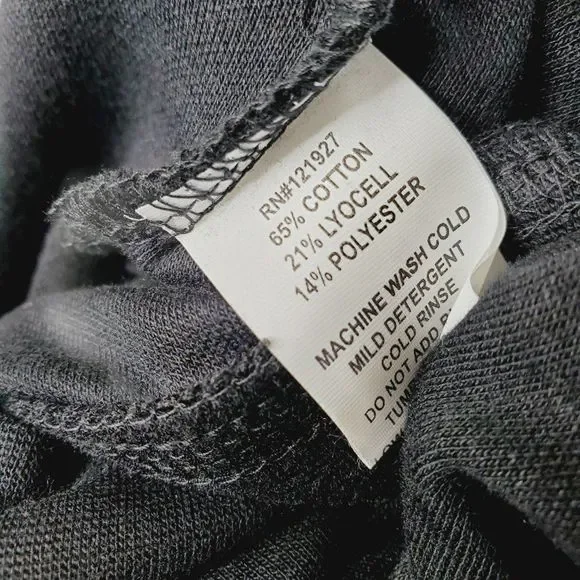 RN#121927
65% COTTON
21% LYOCELL
14% POLYESTER
MACHINE WASH COLD
MILD DETERGENT
COLD RINSE
DO NOT ADD